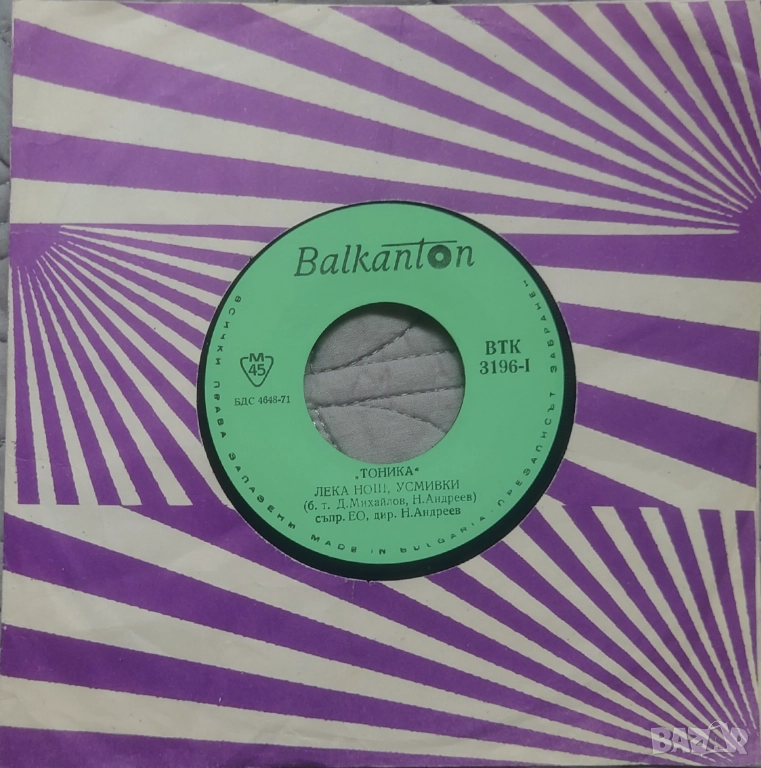 Balkanton
М
45
БДС 4648-71
ВТК
3196-I
„ТОНИКА“
ЛЕКА НОЩ, УСМИВКИ
(б. т. Д.Михайлов, Н.Андреев)
съпр. ЕО, дир. Н.Андреев
ВСИЧКИ ПРАВА ЗАПАЗЕНИ MADE IN BULGARIA·ПРЕЗАПИСЪТ ЗАБРАНЕН
BAZAR